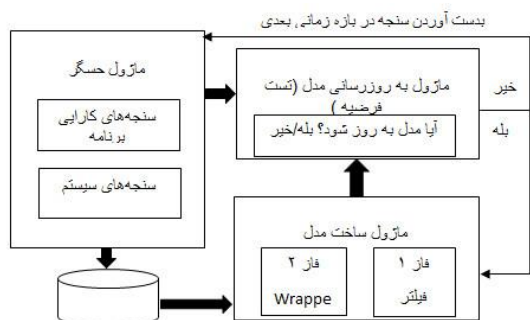 بدست آوردن سنجه در بازه زمانی بعدی
ماژول حسگر
سنجه‌های کارایی
برنامه
سنجه‌های سیستم
ماژول به روزرسانی مدل (تست
فرضیه )
آیا مدل به روز شود؟ بله/خیر
خیر
بله
ماژول ساخت مدل
فاز ۱
فیلتر
فاز ۲
Wrappe